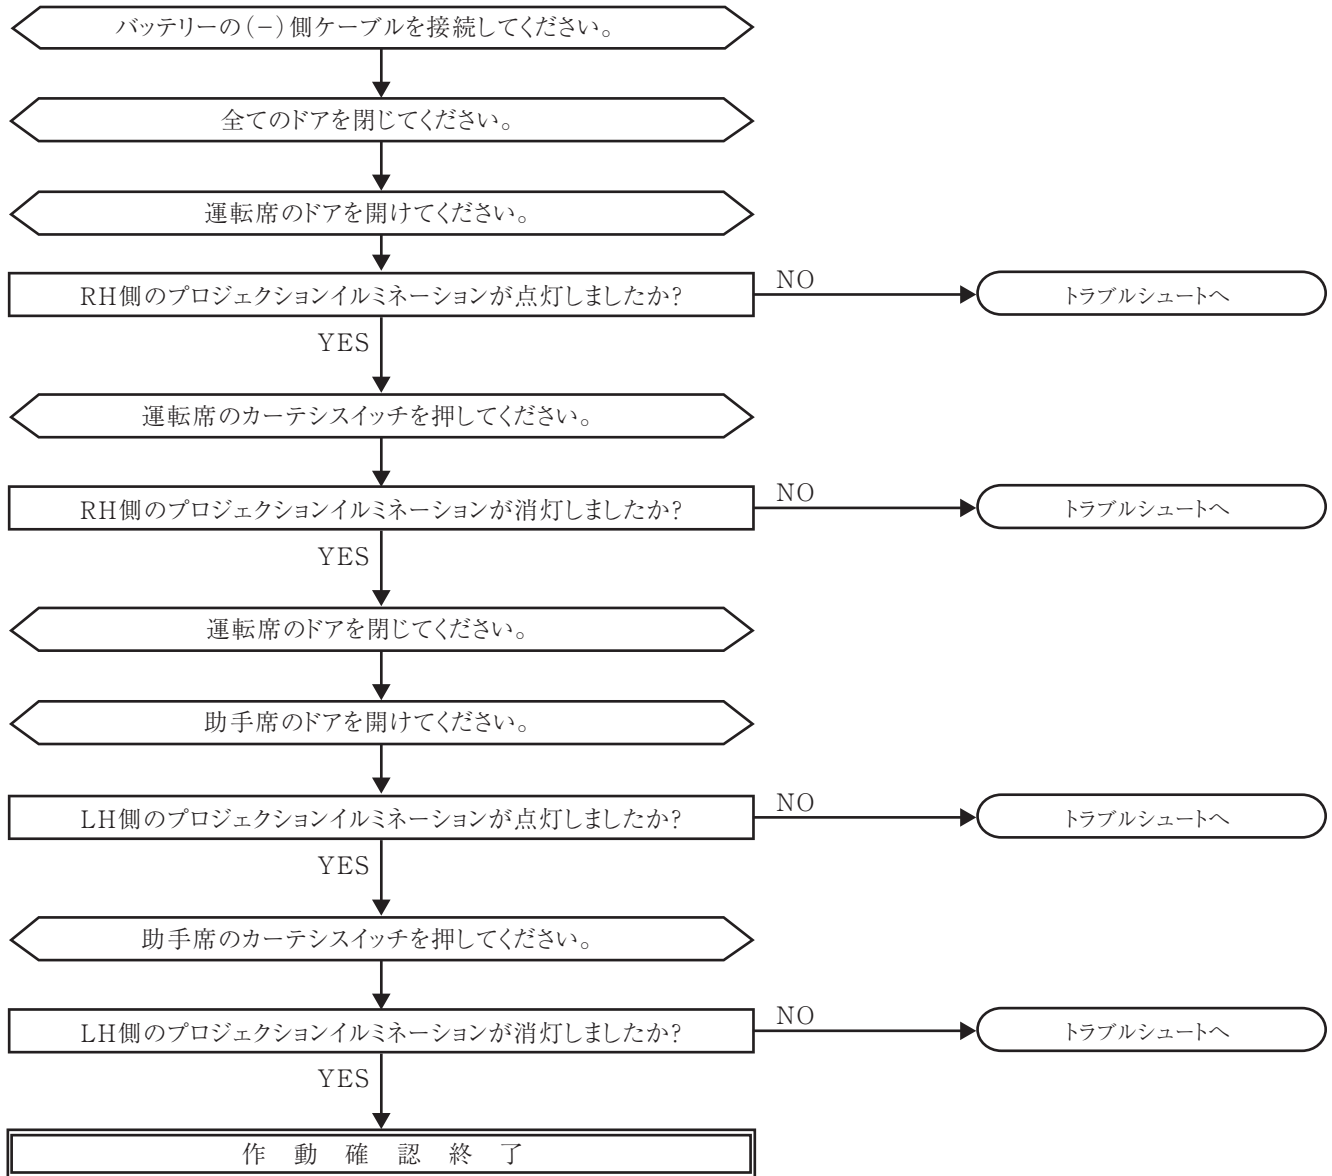 バッテリーの(－)側ケーブルを接続してください。
全てのドアを閉じてください。
運転席のドアを開けてください。
RH側のプロジェクションイルミネーションが点灯しましたか?
NO
トラブルシュートへ
YES
運転席のカーテシスイッチを押してください。
RH側のプロジェクションイルミネーションが消灯しましたか?
NO
トラブルシュートへ
YES
運転席のドアを閉じてください。
助手席のドアを開けてください。
LH側のプロジェクションイルミネーションが点灯しましたか?
NO
トラブルシュートへ
YES
助手席のカーテシスイッチを押してください。
LH側のプロジェクションイルミネーションが消灯しましたか?
NO
トラブルシュートへ
YES
作動確認終了